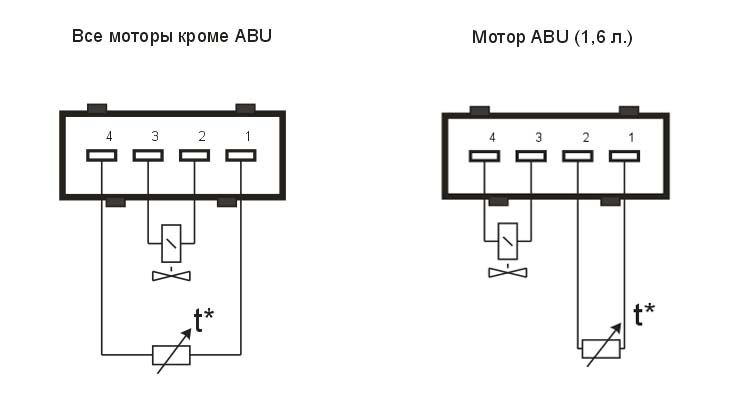 Все моторы кроме ABU
Мотор ABU (1,6 л.)
4 3 2 1
4 3 2 1
t*
t*